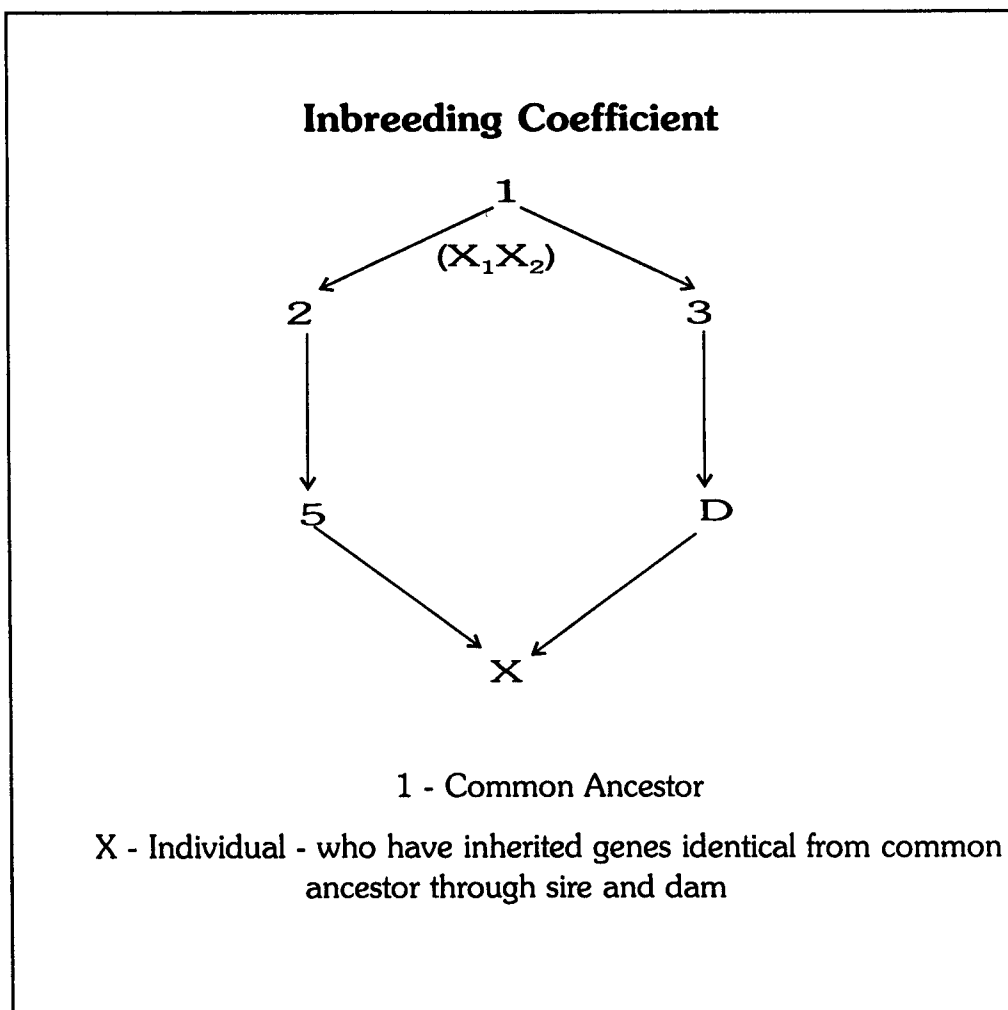 Inbreeding Coefficient
1
(X₁X₂)
2 3
5 D
X
1 - Common Ancestor
X - Individual - who have inherited genes identical from common
ancestor through sire and dam